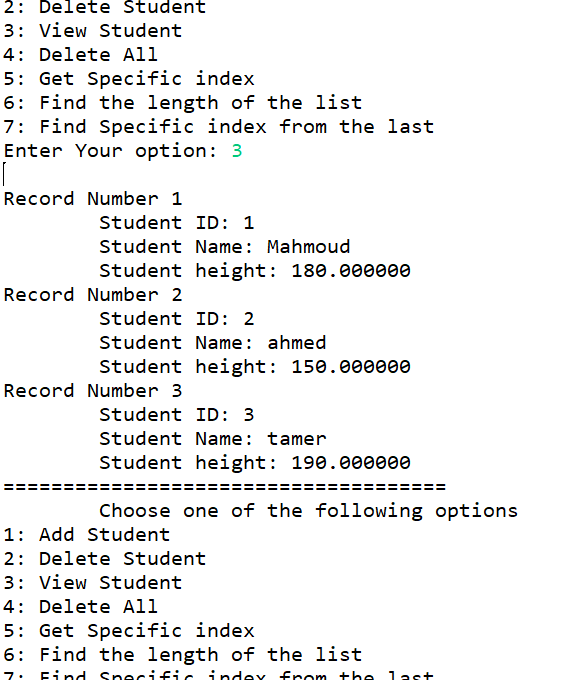 2: Delete Student
3: View Student
4: Delete All
5: Get Specific index
6: Find the length of the list
7: Find Specific index from the last
Enter Your option: 3
Record Number 1
Student ID: 1
Student Name: Mahmoud
Student height: 180.000000
Record Number 2
Student ID: 2
Student Name: ahmed
Student height: 150.000000
Record Number 3
Student ID: 3
Student Name: tamer
Student height: 190.000000
=====================================
Choose one of the following options
1: Add Student
2: Delete Student
3: View Student
4: Delete All
5: Get Specific index
6: Find the length of the list
7: Find Specific index from the last